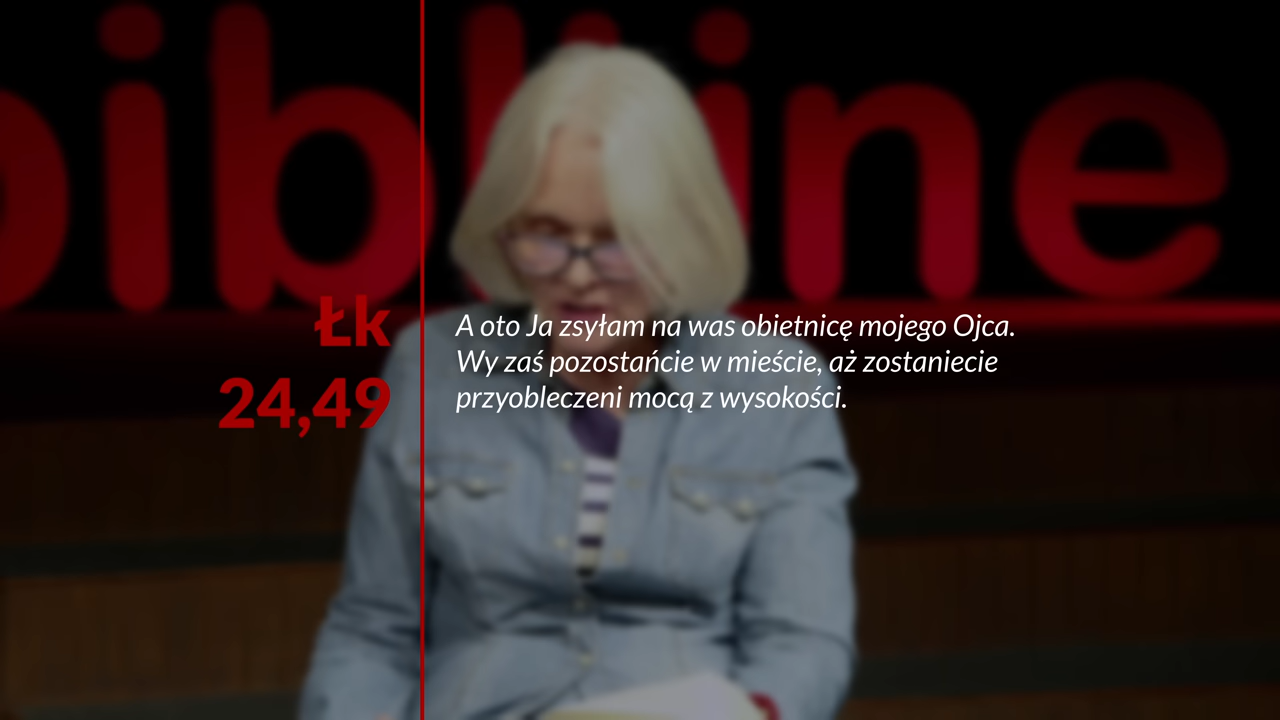 bibline
Łk
24,49
A oto Ja zsyłam na was obietnicę mojego Ojca.
Wy zaś pozostańcie w mieście, aż zostaniecie
przyobleczeni mocą z wysokości.